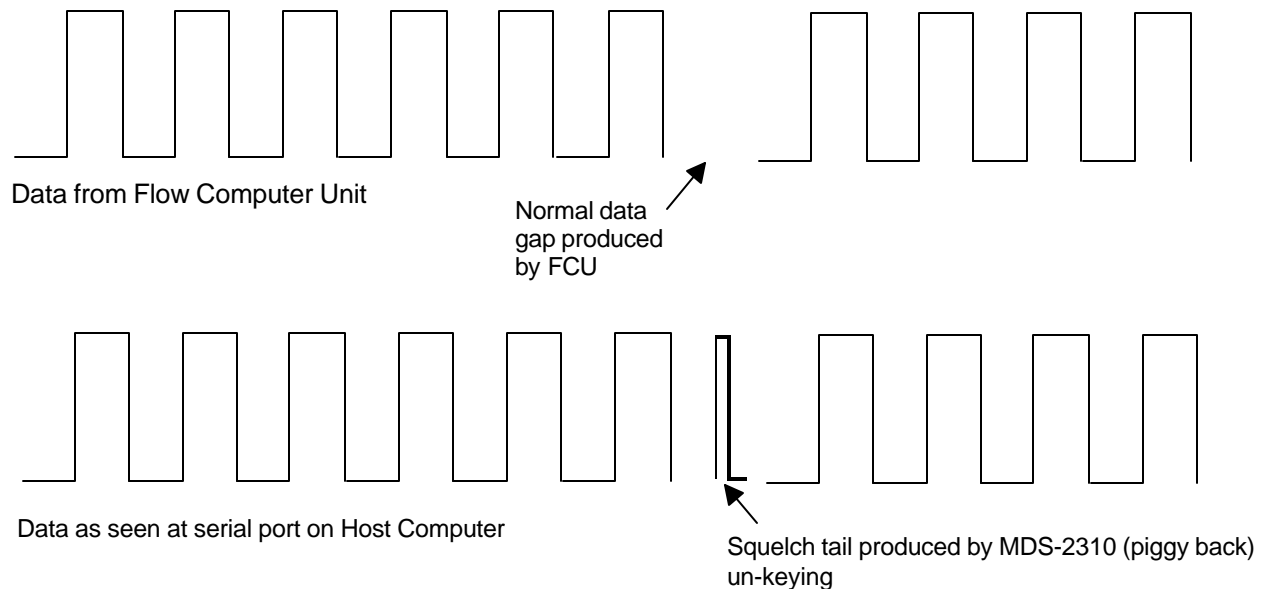 Data from Flow Computer Unit
Normal data
gap produced
by FCU
Data as seen at serial port on Host Computer
Squelch tail produced by MDS-2310 (piggy back)
un-keying